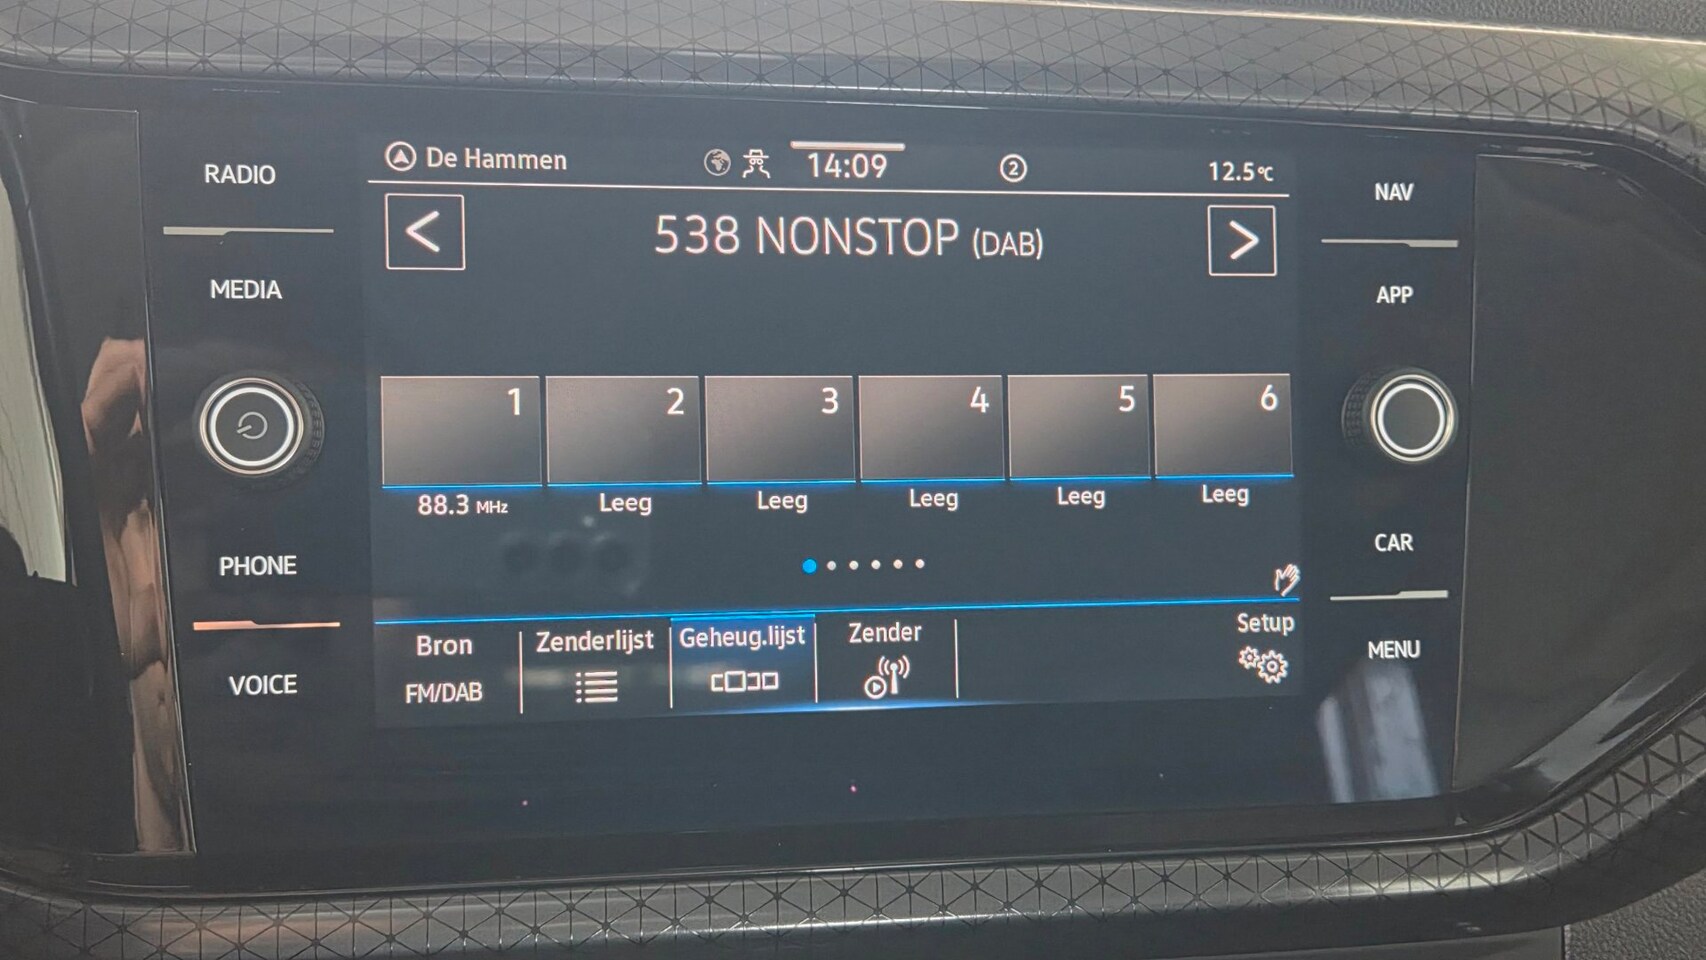 RADIO
MEDIA
PHONE
VOICE
De Hammen
14:09
2
12.5°C
<
538 NONSTOP (DAB)
>
1 2 3 4 5 6
88.3 MHz Leeg Leeg Leeg Leeg Leeg
Bron
FM/DAB
Zenderlijst
Geheug.lijst
Zender
Setup
NAV
APP
CAR
MENU